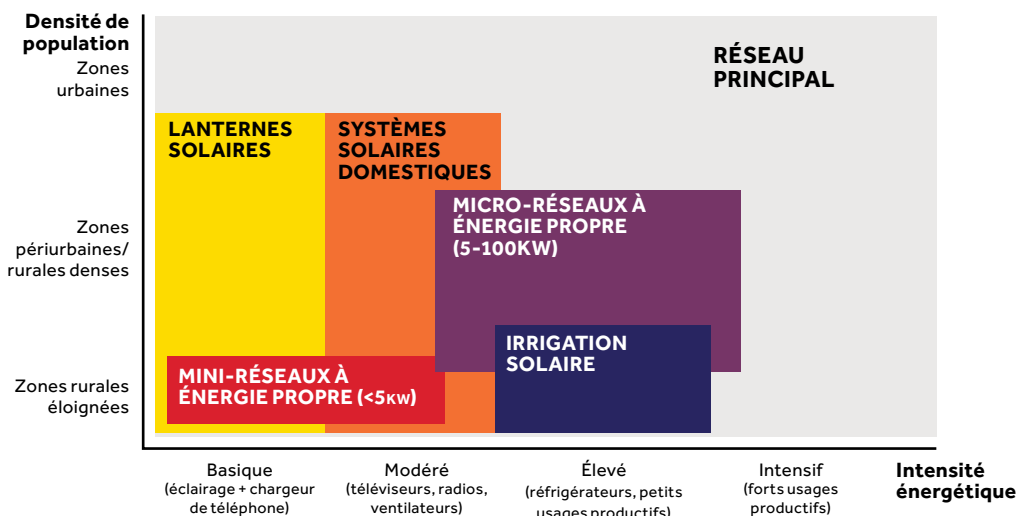 Densité de
population
Zones
urbaines
RÉSEAU
PRINCIPAL
LANTERNES
SOLAIRES
SYSTÈMES
SOLAIRES
DOMESTIQUES
MICRO-RÉSEAUX À
ÉNERGIE PROPRE
(5-100KW)
Zones
périurbaines/
rurales denses
IRRIGATION
SOLAIRE
MINI-RÉSEAUX À
ÉNERGIE PROPRE (<5KW)
Zones rurales
éloignées
Basique
(éclairage + chargeur
de téléphone)
Modéré
(téléviseurs, radios,
ventilateurs)
Élevé
(réfrigérateurs, petits
usages productifs)
Intensif
(forts usages
productifs)
Intensité
énergétique